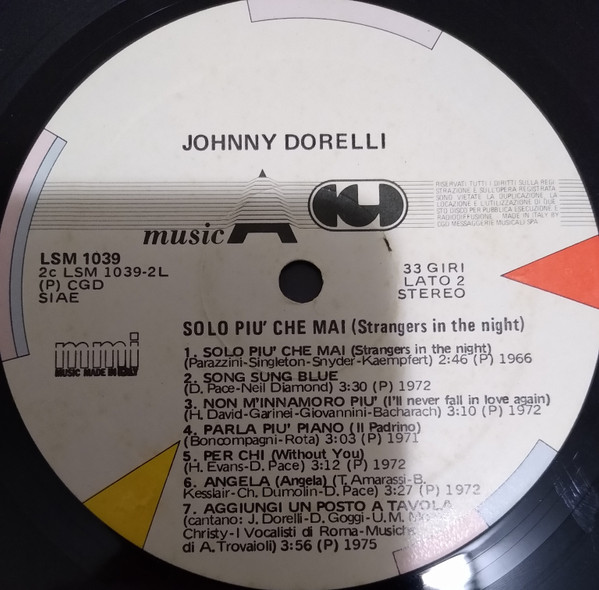 JOHNNY DORELLI
music A
CGD
RISERVATI TUTTI I DIRITTI SULLA REGI
STRAZIONE E SULL'OPERA REGISTRATA
SONO VIETATE LA DUPLICAZIONE, LA
LOCAZIONE E L'UTILIZZAZIONE DI QUE
STO DISCO PER PUBBLICA ESECUZIONE E
RADIODIFFUSIONE. MADE IN ITALY BY
CGD MESSAGGERIE MUSICALI SPA
LSM 1039
2c LSM 1039-2L
(P) CGD
SIAE
33 GIRI
LATO 2
STEREO
mmi
MUSIC MADE IN ITALY
SOLO PIU' CHE MAI (Strangers in the night)
1. SOLO PIU' CHE MAI (Strangers in the night)
(Parazzini-Singleton-Snyder-Kaempfert) 2:46 (P) 1966
2. SONG SUNG BLUE
(D. Pace-Neil Diamond) 3:30 (P) 1972
3. NON M'INNAMORO PIU' (I'll never fall in love again)
(H. David-Garinei-Giovannini-Bacharach) 3:10 (P) 1972
4. PARLA PIU' PIANO (Il Padrino)
(Boncompagni-Rota) 3:03 (P) 1971
5. PER CHI (Without You)
(H. Evans-D. Pace) 3:12 (P) 1972
6. ANGELA (Angela) (T. Amarassi-B.
Kesslair-Ch. Dumolin-D. Pace) 3:27 (P) 1972
7. AGGIUNGI UN POSTO A TAVOLA
(cantano: J. Dorelli-D. Goggi-U.M.
Christy-I Vocalisti di Roma-Musiche
di A. Trovaioli) 3:56 (P) 1975